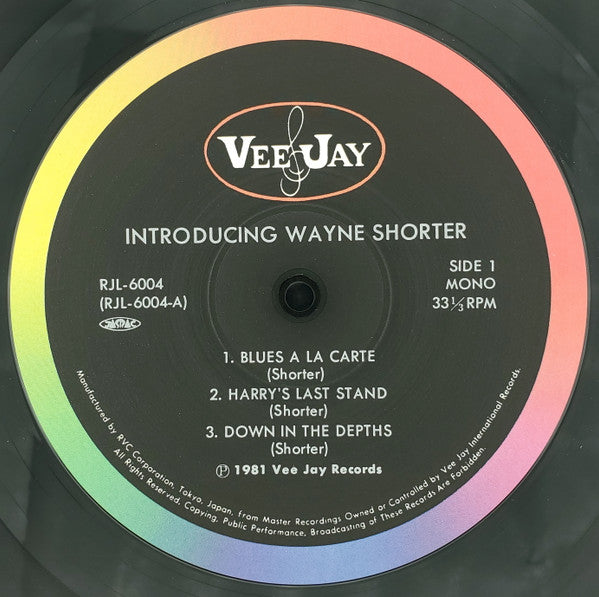 VEE JAY
INTRODUCING WAYNE SHORTER
RJL-6004
(RJL-6004-A)
JASRAC
SIDE 1
MONO
33⅓ RPM
1. BLUES A LA CARTE
(Shorter)
2. HARRY'S LAST STAND
(Shorter)
3. DOWN IN THE DEPTHS
(Shorter)
℗ 1981 Vee Jay Records
Manufactured by RVC Corporation, Tokyo, Japan, from Master Recordings Owned or Controlled by Vee Jay International Records.
All Rights Reserved, Copying, Public Performance, Broadcasting of These Records Are Forbidden.